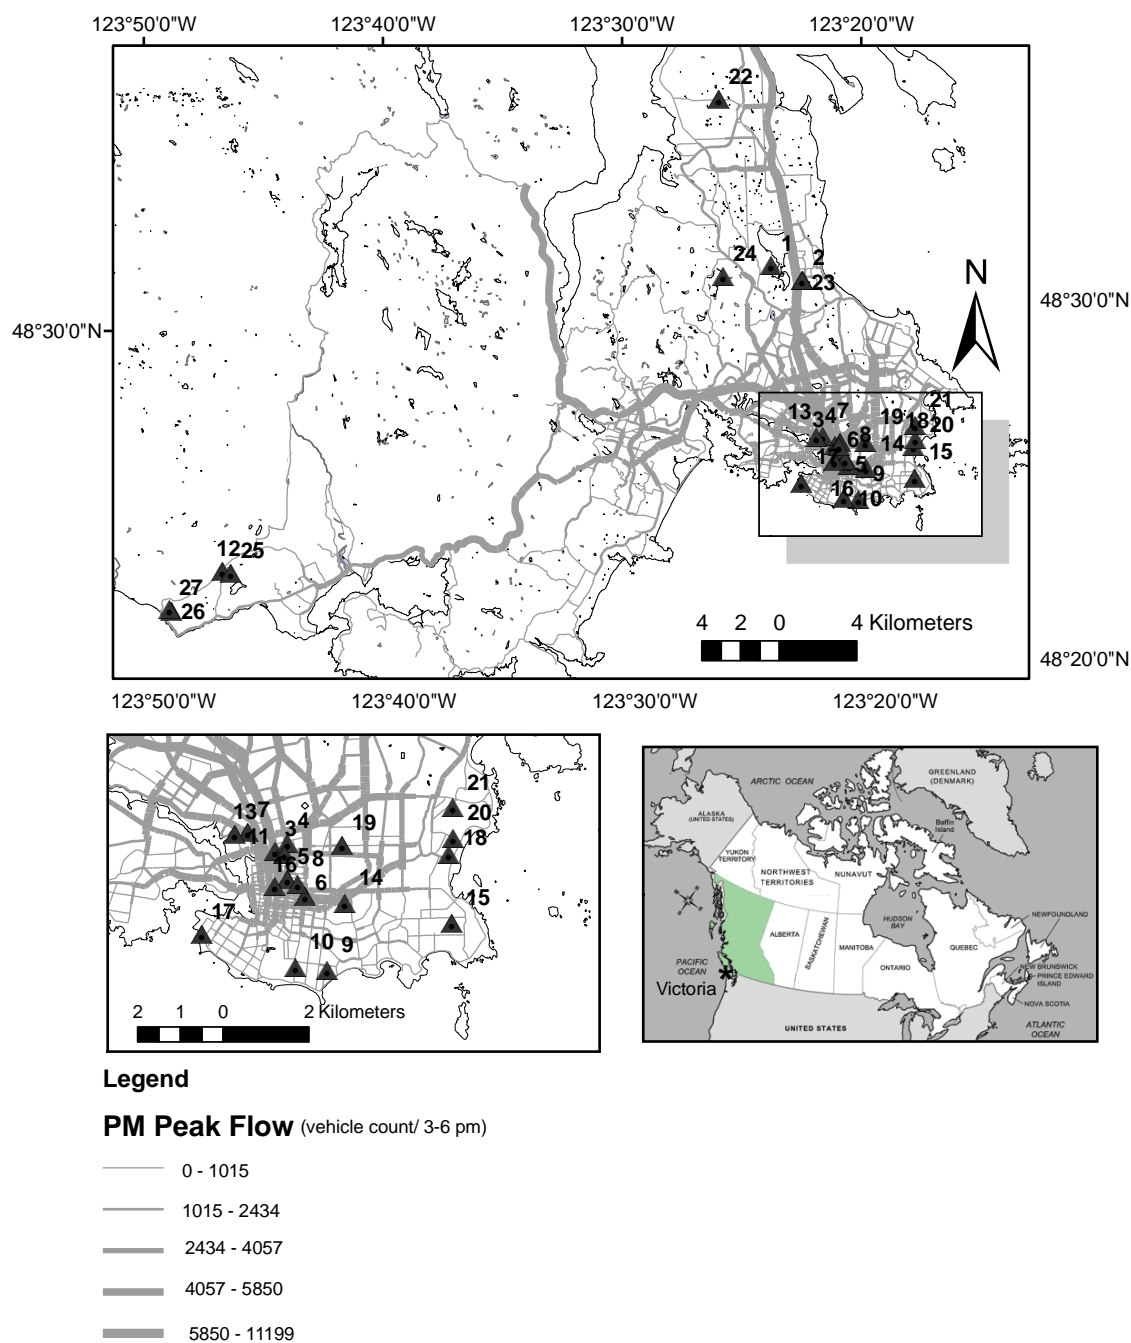 123°50'0"W 123°40'0"W 123°30'0"W 123°20'0"W
22
24 1 2
23
N
48°30'0"N
48°30'0"N
21
13 3 4 7 19 18 20
6 8 14 15
17 5 9
16 10
12 25
27
26
4 2 0 4 Kilometers
48°20'0"N
123°50'0"W 123°40'0"W 123°30'0"W 123°20'0"W
21
13 7 4 20
11 3 19 18
5 8
16 6 14
15
17
10 9
2 1 0 2 Kilometers
ARCTIC OCEAN
GREENLAND
(DENMARK)
ALASKA
(UNITED STATES)
Baffin
Island
YUKON
TERRITORY
NORTHWEST
TERRITORIES
NUNAVUT
HUDSON
BAY
NEWFOUNDLAND
ALBERTA
SASKATCHEWAN
MANITOBA
QUEBEC
ONTARIO
PACIFIC
OCEAN
NEW BRUNSWICK
PRINCE EDWARD
ISLAND
Victoria
NOVA SCOTIA
UNITED STATES
ATLANTIC
OCEAN
Legend
PM Peak Flow (vehicle count/ 3-6 pm)
0 - 1015
1015 - 2434
2434 - 4057
4057 - 5850
5850 - 11199